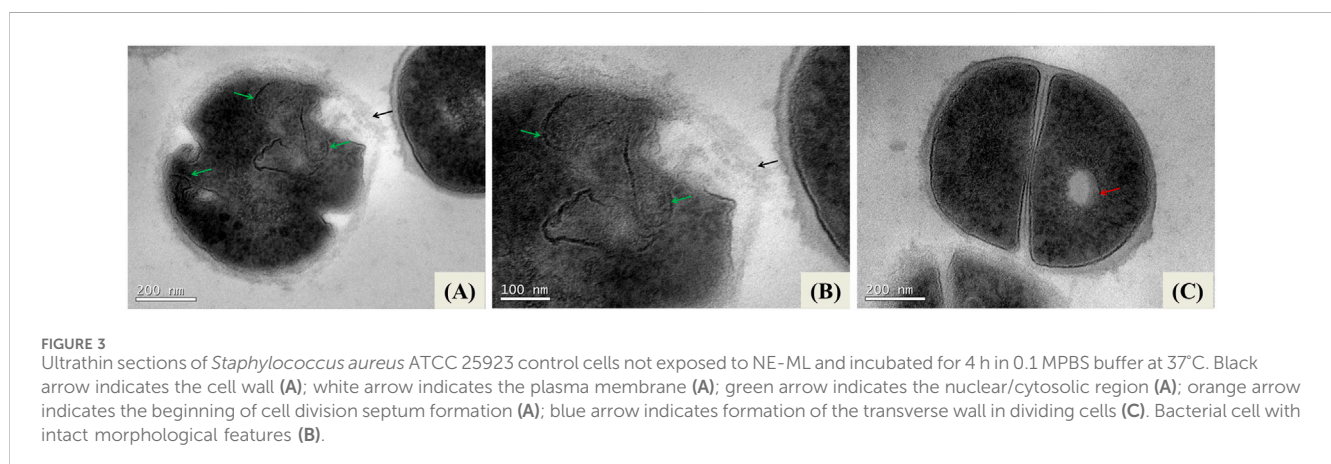 200 nm
(A)
100 nm
(B)
200 nm
(C)
FIGURE 3
Ultrathin sections of Staphylococcus aureus ATCC 25923 control cells not exposed to NE-ML and incubated for 4 h in 0.1 MPBS buffer at 37°C. Black
arrow indicates the cell wall (A); white arrow indicates the plasma membrane (A); green arrow indicates the nuclear/cytosolic region (A); orange arrow
indicates the beginning of cell division septum formation (A); blue arrow indicates formation of the transverse wall in dividing cells (C). Bacterial cell with
intact morphological features (B).